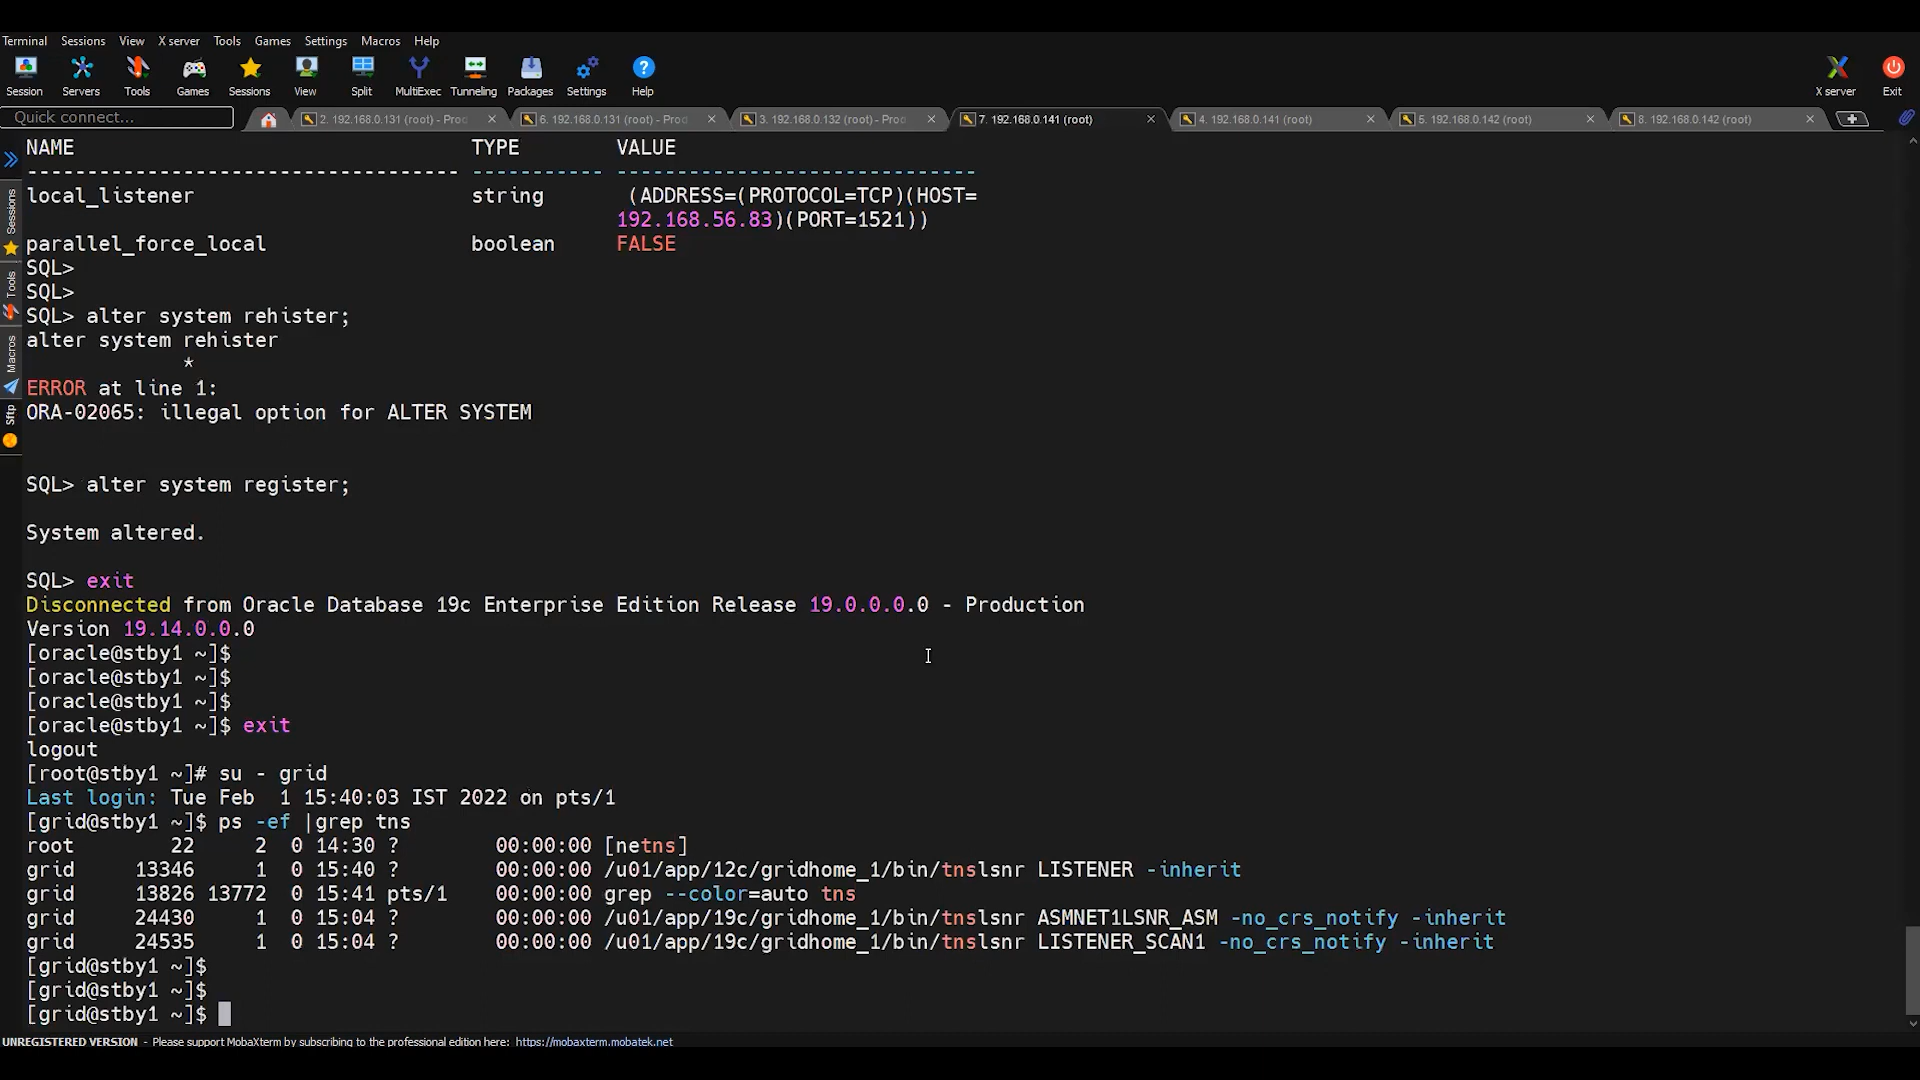 Terminal Sessions View X server Tools Games Settings Macros Help
Session Servers Tools Games Sessions View Split MultiExec Tunneling Packages Settings Help X server Exit
Quick connect... 2. 192.168.0.131 (root) - Proc 6. 192.168.0.131 (root) - Prod 3. 192.168.0.132 (root) - Prod 7. 192.168.0.141 (root) 4. 192.168.0.141 (root) 5. 192.168.0.142 (root) 8. 192.168.0.142 (root)
Sessions
Tools
Macros
Sftp
NAME TYPE VALUE
------------------------------------ ----------- ------------------------------
local_listener string (ADDRESS=(PROTOCOL=TCP)(HOST=
192.168.56.83)(PORT=1521))
parallel_force_local boolean FALSE
SQL>
SQL>
SQL> alter system rehister;
alter system rehister
*
ERROR at line 1:
ORA-02065: illegal option for ALTER SYSTEM
SQL> alter system register;
System altered.
SQL> exit
Disconnected from Oracle Database 19c Enterprise Edition Release 19.0.0.0.0 - Production
Version 19.14.0.0.0
[oracle@stby1 ~]$
[oracle@stby1 ~]$
[oracle@stby1 ~]$
[oracle@stby1 ~]$ exit
logout
[root@stby1 ~]# su - grid
Last login: Tue Feb  1 15:40:03 IST 2022 on pts/1
[grid@stby1 ~]$ ps -ef |grep tns
root 22 2 0 14:30 ? 00:00:00 [netns]
grid 13346 1 0 15:40 ? 00:00:00 /u01/app/12c/gridhome_1/bin/tnslsnr LISTENER -inherit
grid 13826 13772 0 15:41 pts/1 00:00:00 grep --color=auto tns
grid 24430 1 0 15:04 ? 00:00:00 /u01/app/19c/gridhome_1/bin/tnslsnr ASMNET1LSNR_ASM -no_crs_notify -inherit
grid 24535 1 0 15:04 ? 00:00:00 /u01/app/19c/gridhome_1/bin/tnslsnr LISTENER_SCAN1 -no_crs_notify -inherit
[grid@stby1 ~]$
[grid@stby1 ~]$
[grid@stby1 ~]$
UNREGISTERED VERSION - Please support MobaXterm by subscribing to the professional edition here: https://mobaxterm.mobatek.net